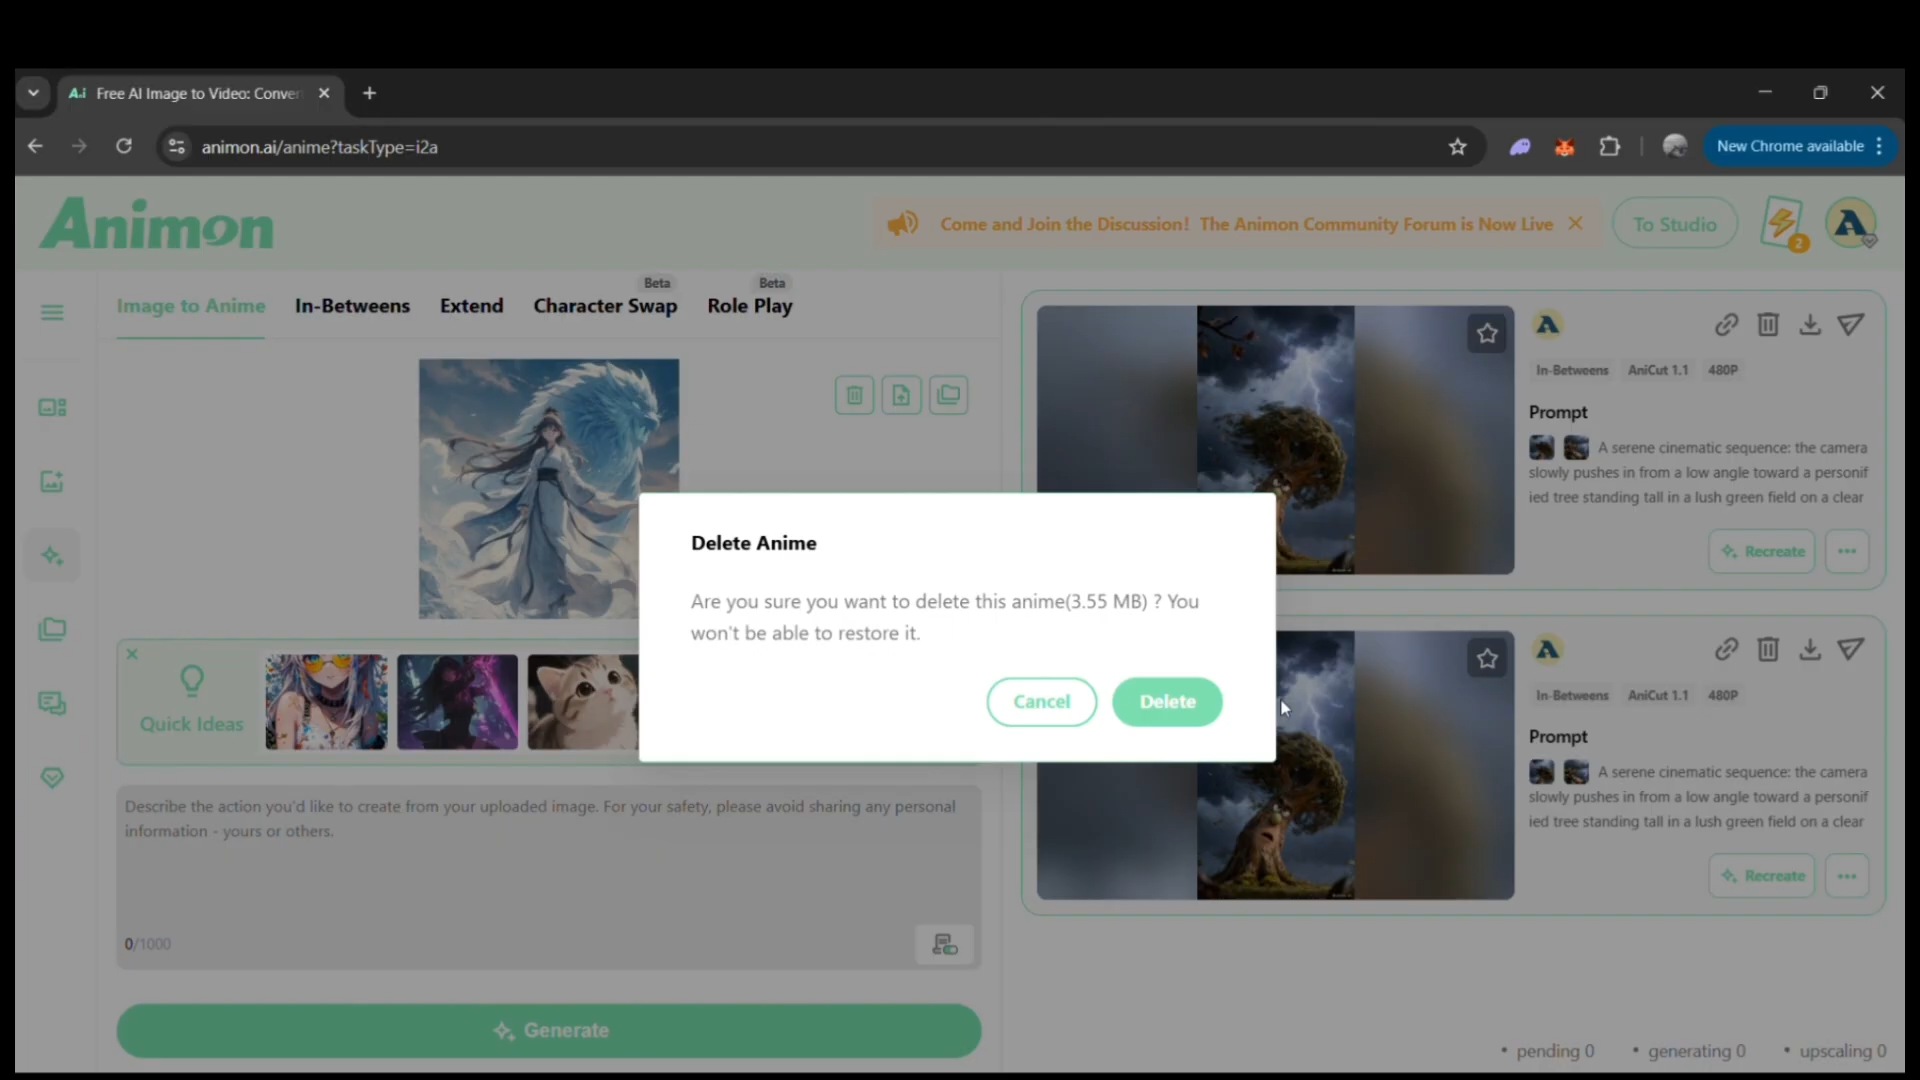 Free AI Image to Video: Conver
animon.ai/anime?taskType=i2a
New Chrome available
Animon
Come and Join the Discussion! The Animon Community Forum is Now Live
To Studio
2
Image to Anime
In-Betweens
Extend
Beta
Character Swap
Beta
Role Play
Quick Ideas
Describe the action you'd like to create from your uploaded image. For your safety, please avoid sharing any personal
information - yours or others.
0/1000
Generate
Delete Anime
Are you sure you want to delete this anime(3.55 MB) ? You
won't be able to restore it.
Cancel
Delete
In-Betweens AniCut 1.1 480P
Prompt
A serene cinematic sequence: the camera
slowly pushes in from a low angle toward a personif
ied tree standing tall in a lush green field on a clear
Recreate
In-Betweens AniCut 1.1 480P
Prompt
A serene cinematic sequence: the camera
slowly pushes in from a low angle toward a personif
ied tree standing tall in a lush green field on a clear
Recreate
• pending 0 • generating 0 • upscaling 0